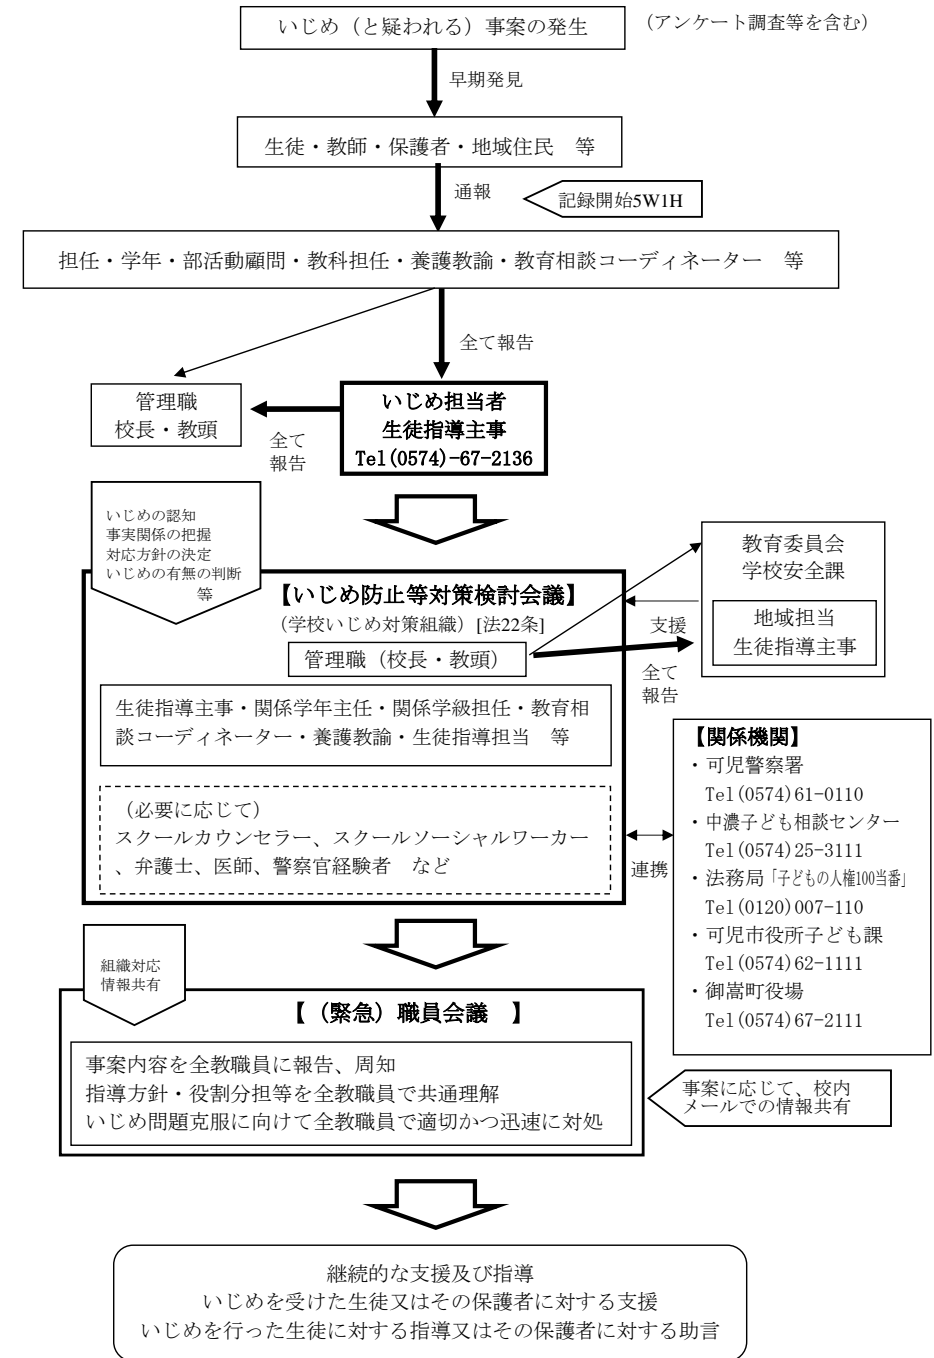 いじめ（と疑われる）事案の発生
（アンケート調査等を含む）
早期発見
生徒・教師・保護者・地域住民　等
通報
記録開始5W1H
担任・学年・部活動顧問・教科担任・養護教諭・教育相談コーディネーター　等
全て報告
管理職
校長・教頭
全て
報告
いじめ担当者
生徒指導主事
Tel(0574)-67-2136
いじめの認知
事実関係の把握
対応方針の決定
いじめの有無の判断
等
【いじめ防止等対策検討会議】
（学校いじめ対策組織）[法22条]
管理職（校長・教頭）
生徒指導主事・関係学年主任・関係学級担任・教育相
談コーディネーター・養護教諭・生徒指導担当　等
（必要に応じて）
スクールカウンセラー、スクールソーシャルワーカー
、弁護士、医師、警察官経験者　など
教育委員会
学校安全課
地域担当
生徒指導主事
支援
全て
報告
連携
【関係機関】
・可児警察署
Tel(0574)61-0110
・中濃子ども相談センター
Tel(0574)25-3111
・法務局「子どもの人権100当番」
Tel(0120)007-110
・可児市役所子ども課
Tel(0574)62-1111
・御嵩町役場
Tel(0574)67-2111
組織対応
情報共有
【（緊急）職員会議　】
事案内容を全教職員に報告、周知
指導方針・役割分担等を全教職員で共通理解
いじめ問題克服に向けて全教職員で適切かつ迅速に対処
事案に応じて、校内
メールでの情報共有
継続的な支援及び指導
いじめを受けた生徒又はその保護者に対する支援
いじめを行った生徒に対する指導又はその保護者に対する助言